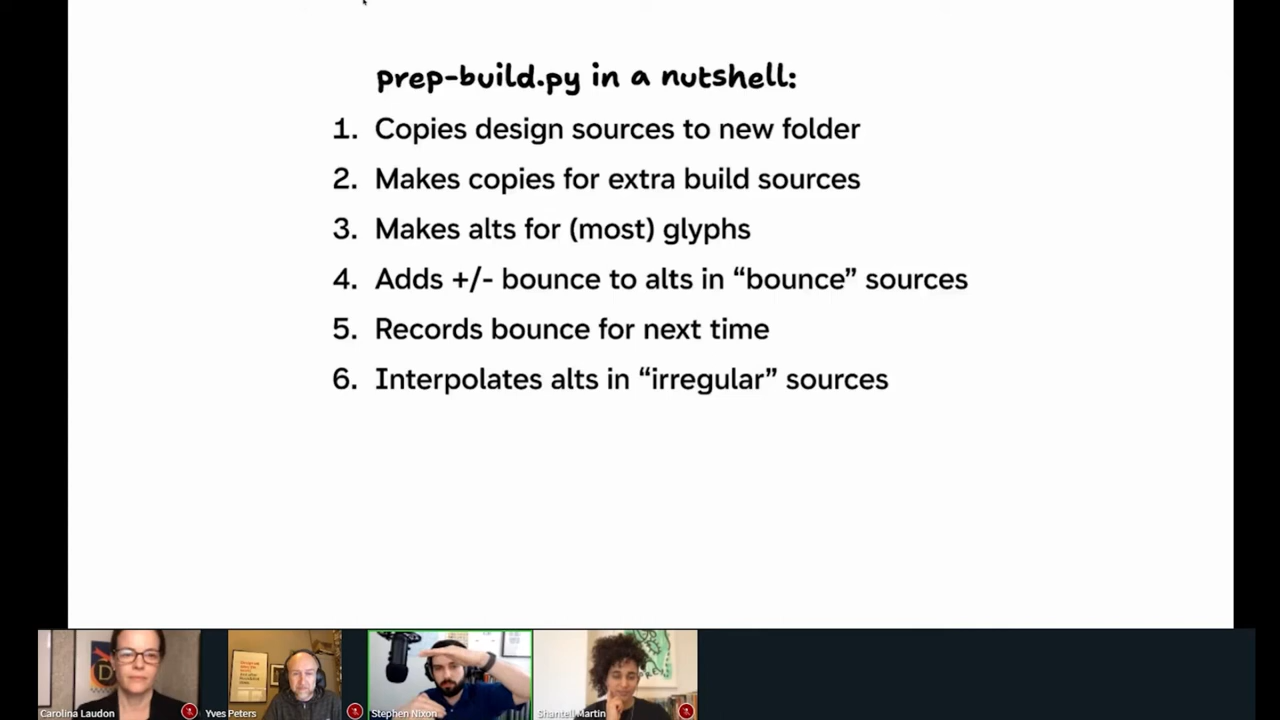 prep-build.py in a nutshell:
1. Copies design sources to new folder
2. Makes copies for extra build sources
3. Makes alts for (most) glyphs
4. Adds +/- bounce to alts in “bounce” sources
5. Records bounce for next time
6. Interpolates alts in “irregular” sources
Carolina Laudon
Yves Peters
Stephen Nixon
Shantell Martin